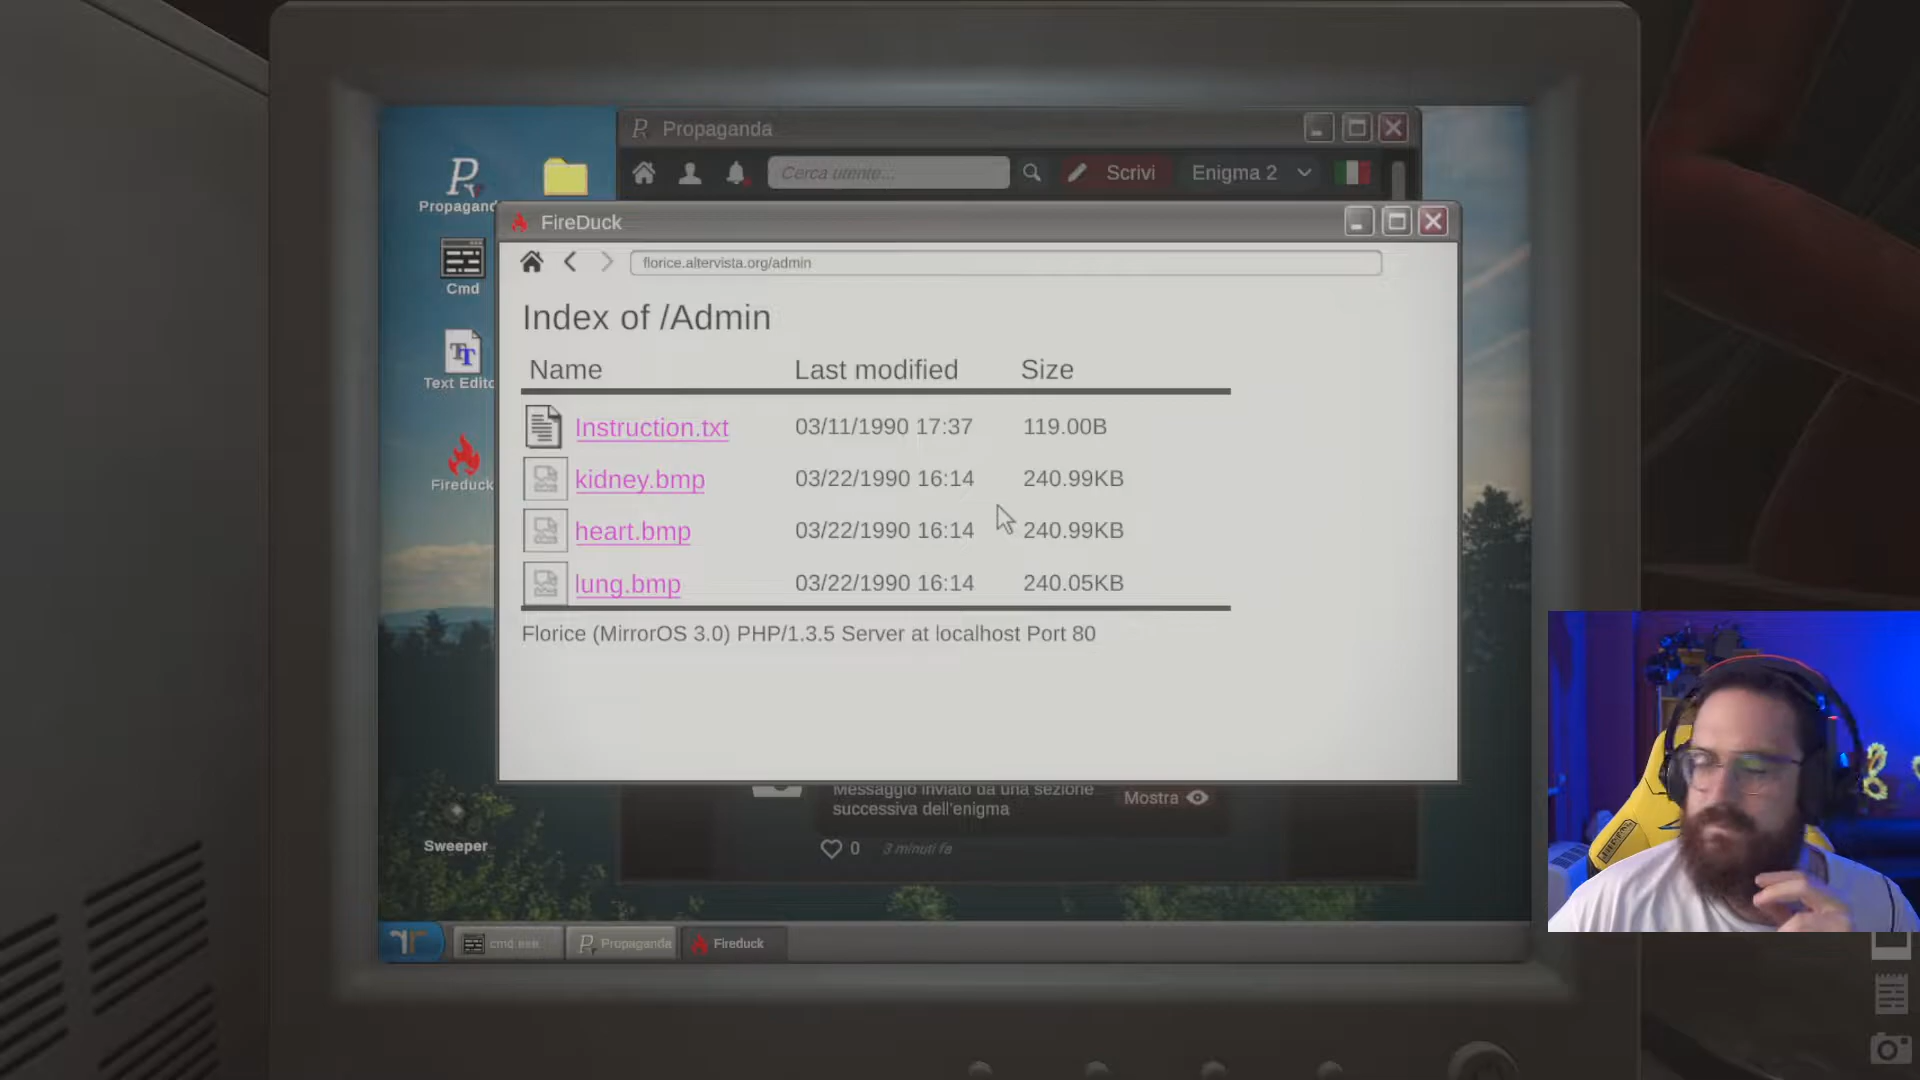 Propaganda
Cerca utente...
Scrivi
Enigma 2
Propagand
Cmd
Text Edito
Fireduck
Sweeper
FireDuck
florice.altervista.org/admin
Index of /Admin
Name Last modified Size
Instruction.txt 03/11/1990 17:37 119.00B
kidney.bmp 03/22/1990 16:14 240.99KB
heart.bmp 03/22/1990 16:14 240.99KB
lung.bmp 03/22/1990 16:14 240.05KB
Florice (MirrorOS 3.0) PHP/1.3.5 Server at localhost Port 80
Messaggio inviato da una sezione
successiva dell'enigma
Mostra
0 3 minuti fa
Propaganda
Fireduck